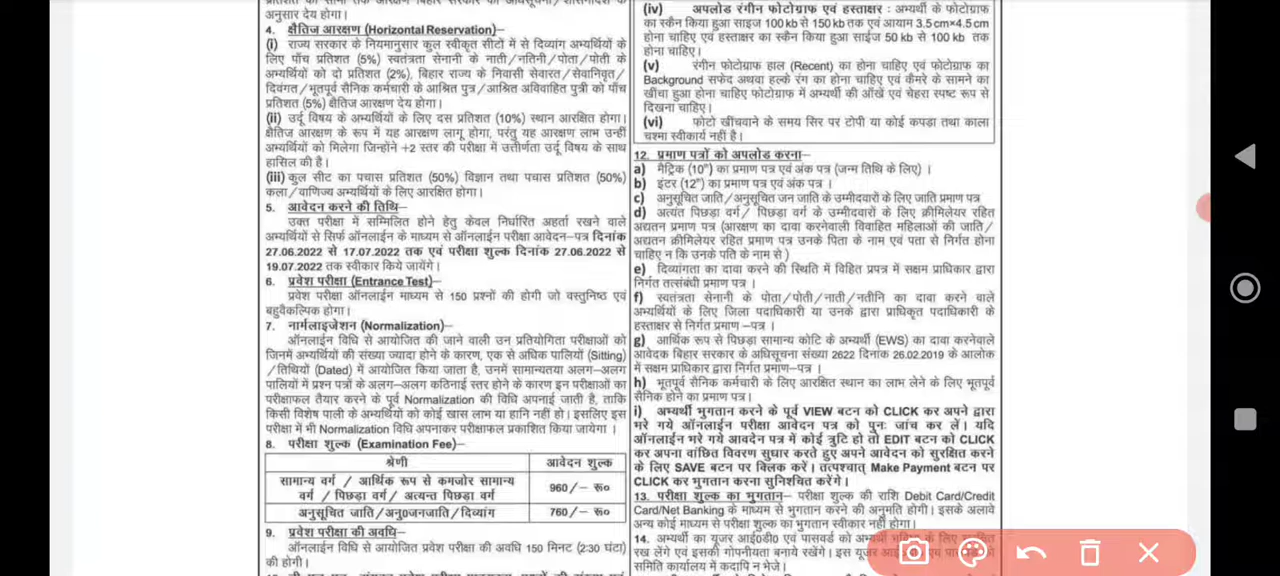 अनुसार देय होगा।
4. क्षैतिज आरक्षण (Horizontal Reservation)–
(i) राज्य सरकार के नियमानुसार कुल स्वीकृत सीटों में से दिव्यांग अभ्यर्थियों के
लिए पाँच प्रतिशत (5%) स्वतंत्रता सेनानी के नाती/नतिनी/पोता/पोती के
अभ्यर्थियों को दो प्रतिशत (2%), बिहार राज्य के निवासी सेवारत/सेवानिवृत/
दिवंगत/भूतपूर्व सैनिक कर्मचारी के आश्रित पुत्र/आश्रित अविवाहित पुत्री को पाँच
प्रतिशत (5%) क्षैतिज आरक्षण देय होगा।
(ii) उर्दू विषय के अभ्यर्थियों के लिए दस प्रतिशत (10%) स्थान आरक्षित होगा।
क्षैतिज आरक्षण के रूप में यह आरक्षण लागू होगा, परंतु यह आरक्षण लाभ उन्हीं
अभ्यर्थियों को मिलेगा जिन्होंने +2 स्तर की परीक्षा में उत्तीर्णता उर्दू विषय के साथ
हासिल की है।
(iii) कुल सीट का पचास प्रतिशत (50%) विज्ञान तथा पचास प्रतिशत (50%)
कला/वाणिज्य अभ्यर्थियों के लिए आरक्षित होगा।
5. आवेदन करने की तिथि–
उक्त परीक्षा में सम्मिलित होने हेतु केवल निर्धारित अहर्ता रखने वाले
अभ्यर्थियों से सिर्फ ऑनलाईन के माध्यम से ऑनलाईन परीक्षा आवेदन-पत्र दिनांक
27.06.2022 से 17.07.2022 तक एवं परीक्षा शुल्क दिनांक 27.06.2022 से
19.07.2022 तक स्वीकार किये जायेंगे।
6. प्रवेश परीक्षा (Entrance Test)–
प्रवेश परीक्षा ऑनलाईन माध्यम से 150 प्रश्नों की होगी जो वस्तुनिष्ठ एवं
बहुवैकल्पिक होगा।
7. नार्मलाइजेशन (Normalization)–
ऑनलाईन विधि से आयोजित की जाने वाली उन प्रतियोगिता परीक्षाओं को
जिनमें अभ्यर्थियों की संख्या ज्यादा होने के कारण, एक से अधिक पालियों (Sitting)
/तिथियों (Dated) में आयोजित किया जाता है, उनमें सामान्यतया अलग-अलग
पालियों में प्रश्न पत्रों के अलग-अलग कठिनाई स्तर होने के कारण इन परीक्षाओं का
परीक्षाफल तैयार करने के पूर्व Normalization की विधि अपनाई जाती है, ताकि
किसी विशेष पाली के अभ्यर्थियों को कोई खास लाभ या हानि नहीं हो। इसलिए इस
परीक्षा में भी Normalization विधि अपनाकर परीक्षाफल प्रकाशित किया जायेगा ।
8. परीक्षा शुल्क (Examination Fee)–
श्रेणी आवेदन शुल्क
सामान्य वर्ग / आर्थिक रूप से कमजोर सामान्य
वर्ग / पिछड़ा वर्ग/ अत्यन्त पिछड़ा वर्ग 960/– रू०
अनुसूचित जाति/अनु0जनजाति/दिव्यांग 760/– रू०
9. प्रवेश परीक्षा की अवधि–
ऑनलाईन विधि से आयोजित प्रवेश परीक्षा की अवधि 150 मिनट (2:30 घंटा)
की होगी।
(iv) अपलोड रंगीन फोटोग्राफ एवं हस्ताक्षर : अभ्यर्थी के फोटोग्राफ
का स्कैन किया हुआ साइज 100 kb से 150 kb तक एवं आयाम 3.5 cm×4.5 cm
होना चाहिए एवं हस्ताक्षर का स्कैन किया हुआ साईज 50 kb से 100 kb तक
होना चाहिए।
(v) रंगीन फोटोग्राफ हाल (Recent) का होना चाहिए एवं फोटोग्राफ का
Background सफेद अथवा हल्के रंग का होना चाहिए एवं कैमरे के सामने का
खींचा हुआ होना चाहिए फोटोग्राफ में अभ्यर्थी की आँखें एवं चेहरा स्पष्ट रूप से
दिखना चाहिए।
(vi) फोटो खींचवाने के समय सिर पर टोपी या कोई कपड़ा तथा काला
चश्मा स्वीकार्य नहीं है।
12. प्रमाण पत्रों को अपलोड करना–
a) मैट्रिक (10th) का प्रमाण पत्र एवं अंक पत्र (जन्म तिथि के लिए) ।
b) इंटर (12th) का प्रमाण पत्र एवं अंक पत्र ।
c) अनुसूचित जाति/अनुसूचित जन जाति के उम्मीदवारों के लिए जाति प्रमाण पत्र
d) अत्यंत पिछड़ा वर्ग/ पिछड़ा वर्ग के उम्मीदवारों के लिए क्रीमिलेयर रहित
अद्यतन प्रमाण पत्र (आरक्षण का दावा करनेवाली विवाहित महिलाओं की जाति/
अद्यतन क्रीमिलेयर रहित प्रमाण पत्र उनके पिता के नाम एवं पता से निर्गत होना
चाहिए न कि उनके पति के नाम से )
e) दिव्यांगता का दावा करने की स्थिति में विहित प्रपत्र में सक्षम प्राधिकार द्वारा
निर्गत तत्संबंधी प्रमाण पत्र ।
f) स्वतंत्रता सेनानी के पोता/पोती/नाती/नतीनि का दावा करने वाले
अभ्यर्थियों के लिए जिला पदाधिकारी या उनके द्वारा प्राधिकृत पदाधिकारी के
हस्ताक्षर से निर्गत प्रमाण –पत्र ।
g) आर्थिक रूप से पिछड़ा सामान्य कोटि के अभ्यर्थी (EWS) का दावा करनेवाले
आवेदक बिहार सरकार के अधिसूचना संख्या 2622 दिनांक 26.02.2019 के आलोक
में सक्षम प्राधिकार द्वारा निर्गत प्रमाण–पत्र ।
h) भूतपूर्व सैनिक कर्मचारी के लिए आरक्षित स्थान का लाभ लेने के लिए भूतपूर्व
सैनिक होने का प्रमाण पत्र।
i) अभ्यर्थी भुगतान करने के पूर्व VIEW बटन को CLICK कर अपने द्वारा
भरे गये ऑनलाईन परीक्षा आवेदन पत्र को पुनः जांच कर लें। यदि
ऑनलाईन भरे गये आवदेन पत्र में कोई त्रुटि हो तो EDIT बटन को CLICK
कर अपना वांछित विवरण सुधार करते हुए अपने आवेदन को सुरक्षित करने
के लिए SAVE बटन पर क्लिक करें। तत्पश्चात् Make Payment बटन पर
CLICK कर भुगतान करना सुनिश्चित करेंगे।
13. परीक्षा शुल्क का भुगतान– परीक्षा शुल्क की राशि Debit Card/Credit
Card/Net Banking के माध्यम से भुगतान करने की अनुमति होगी। इसके अलावे
अन्य कोई माध्यम से परीक्षा शुल्क का भुगतान स्वीकार नहीं होगा।
14. अभ्यर्थी का यूजर आई0डी0 एवं पासवर्ड को
रख लेंगे एवं इसकी गोपनीयता बनाये रखेंगे। इस यूजर
समिति कार्यालय में कदापि न भेजे।